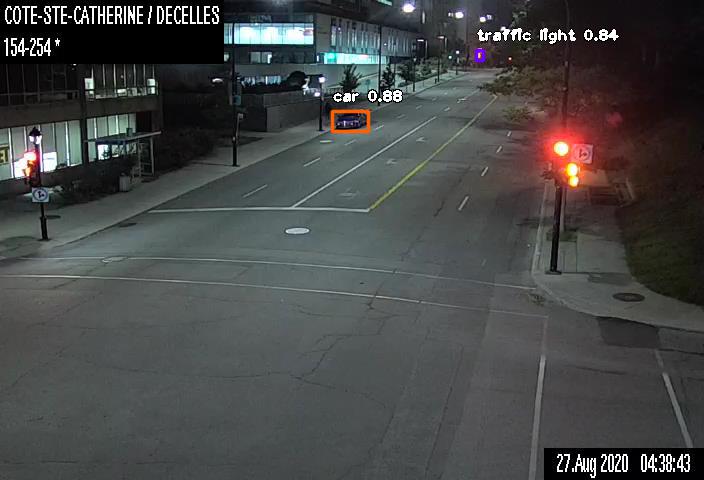 COTE-STE-CATHERINE / DECELLES
154-254 *
traffic light 0.84
car 0.88
27.Aug 2020 04:38:43